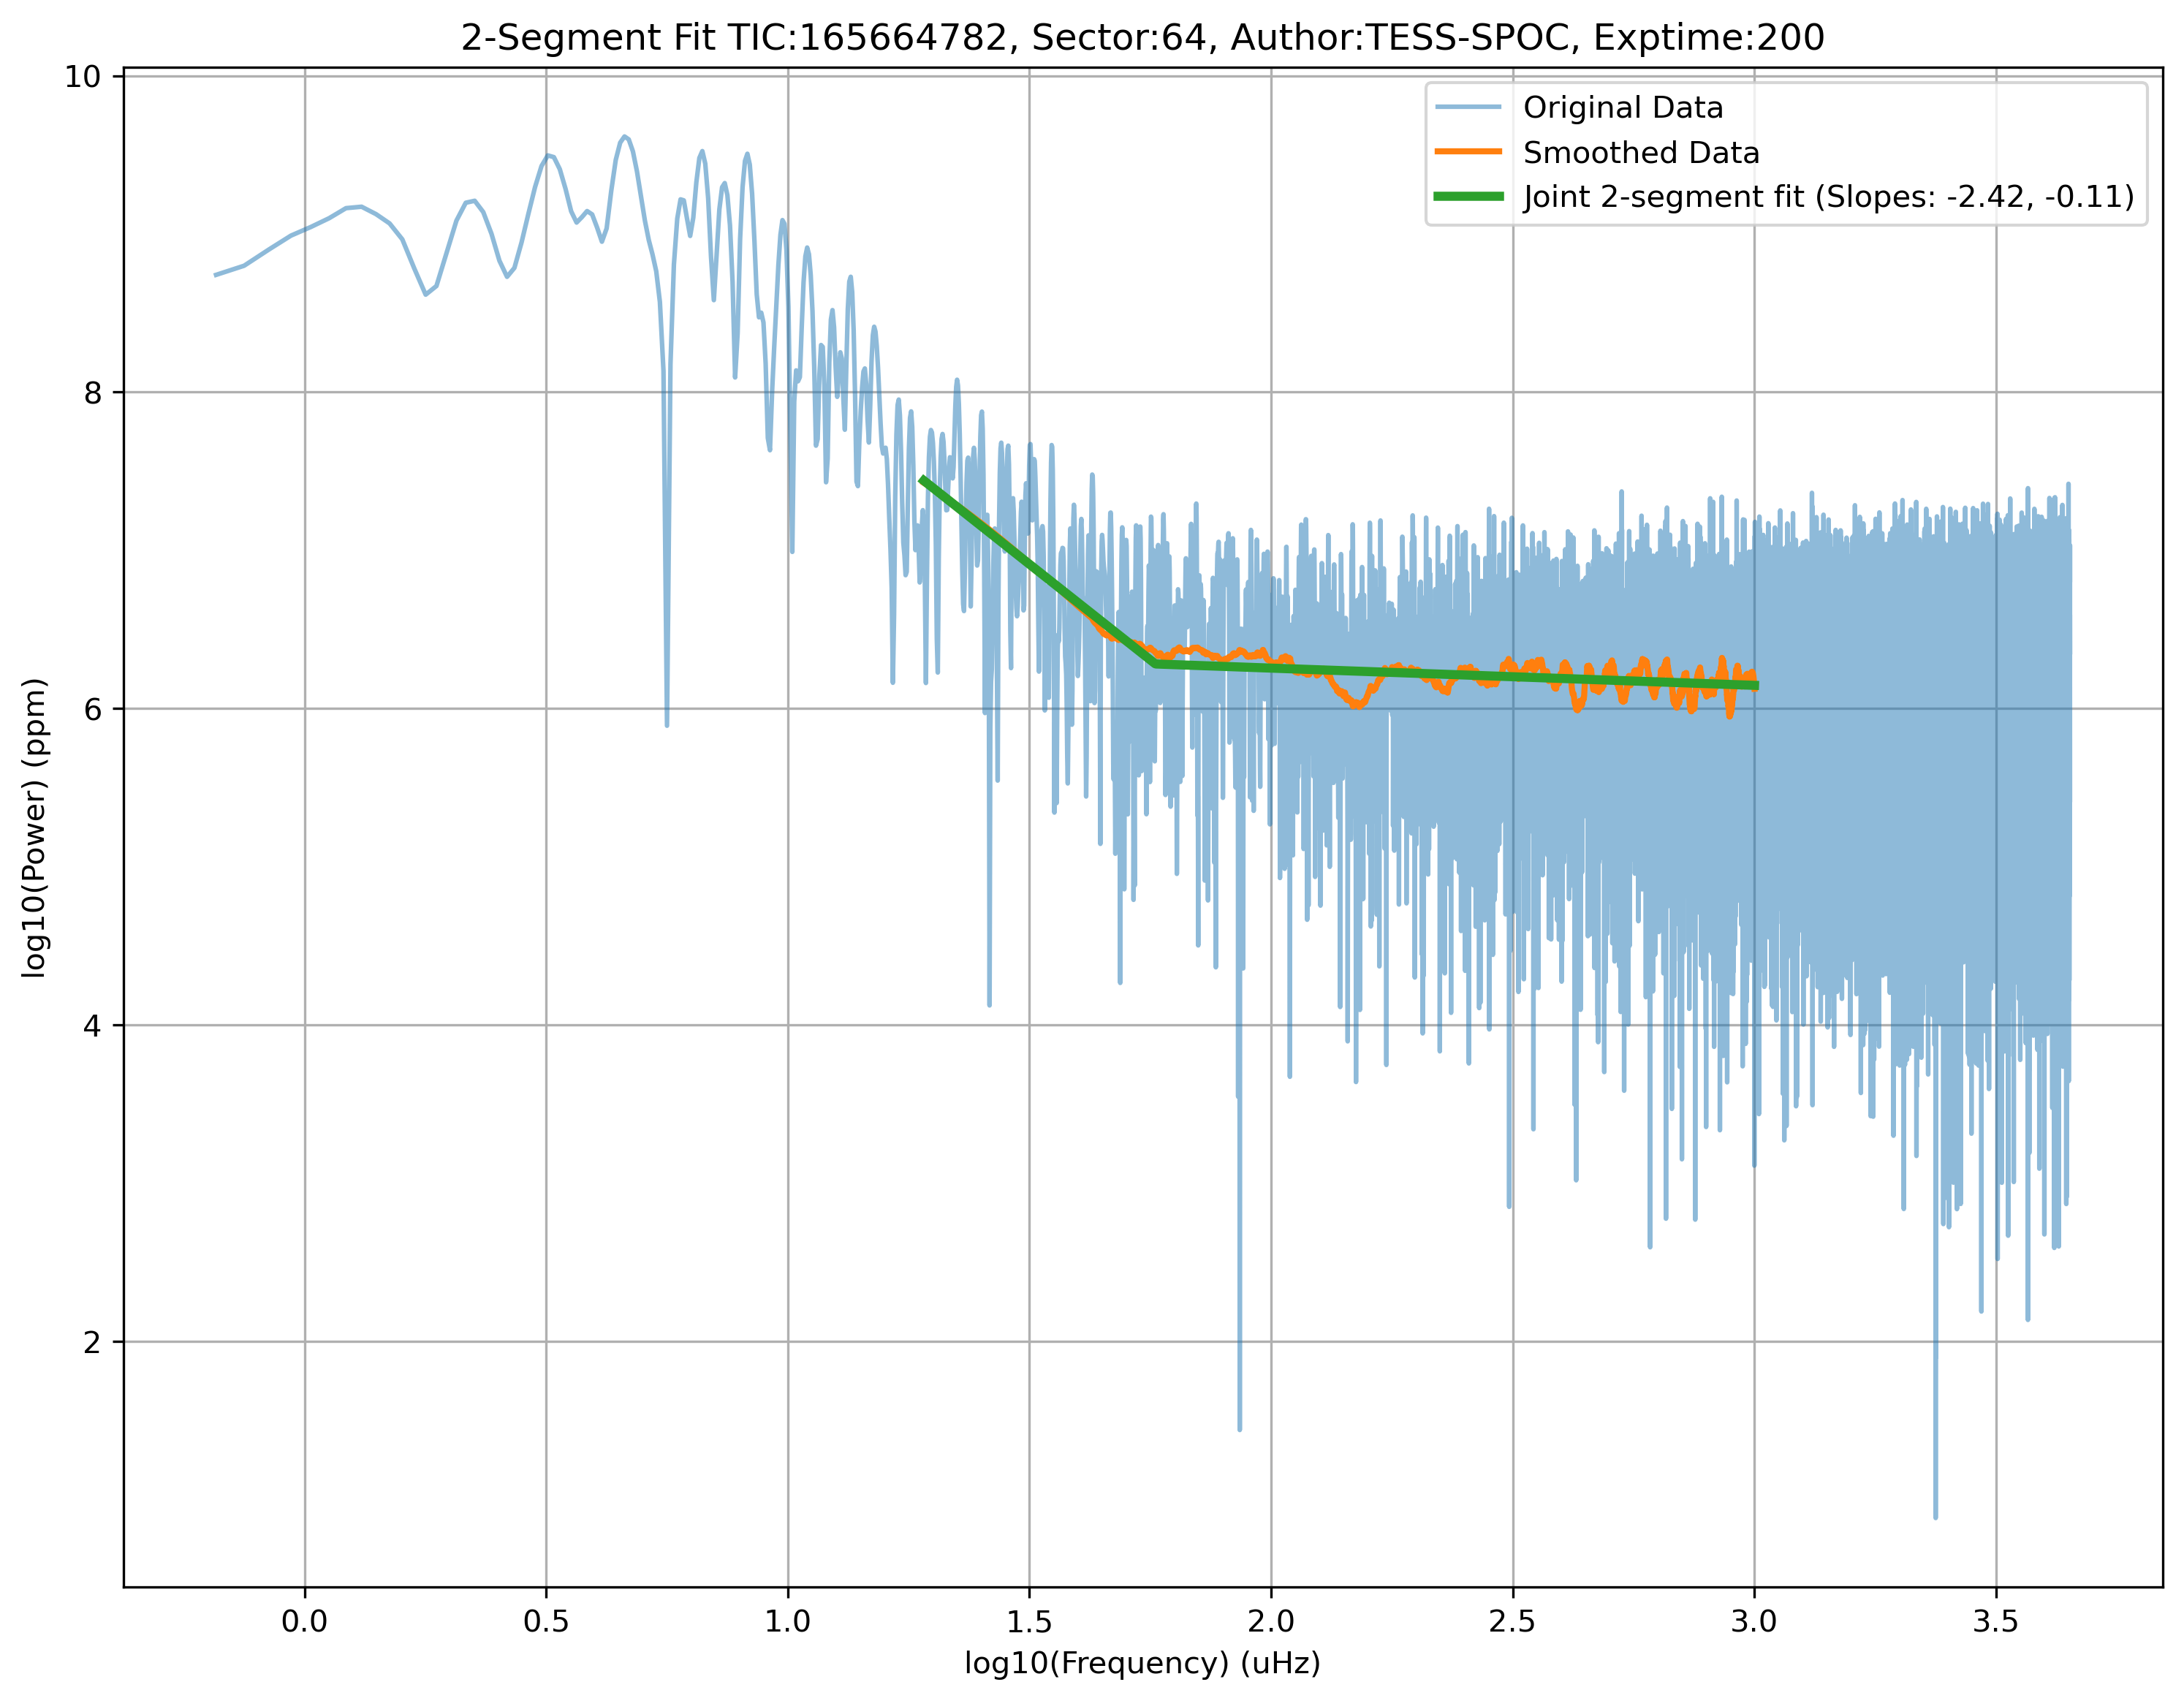 2-Segment Fit TIC:165664782, Sector:64, Author:TESS-SPOC, Exptime:200
Original Data
Smoothed Data
Joint 2-segment fit (Slopes: -2.42, -0.11)
log10(Power) (ppm)
10
8
6
4
2
0.0 0.5 1.0 1.5 2.0 2.5 3.0 3.5
log10(Frequency) (uHz)